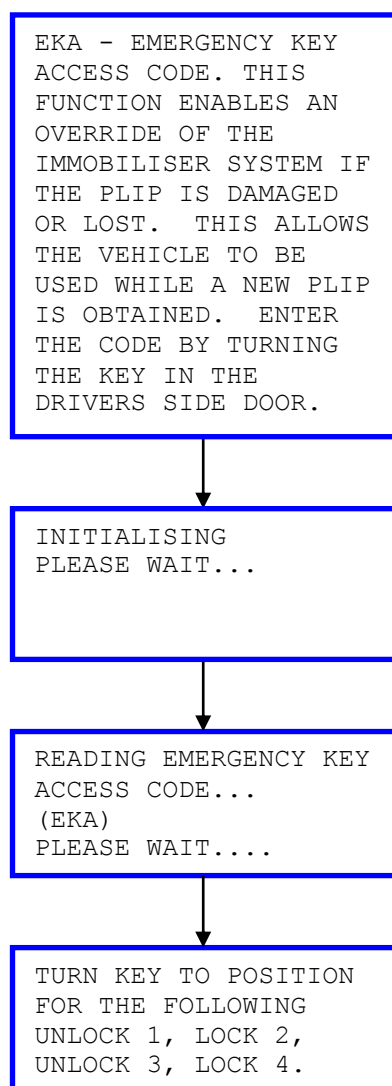 EKA - EMERGENCY KEY
ACCESS CODE. THIS
FUNCTION ENABLES AN
OVERRIDE OF THE
IMMOBILISER SYSTEM IF
THE PLIP IS DAMAGED
OR LOST.  THIS ALLOWS
THE VEHICLE TO BE
USED WHILE A NEW PLIP
IS OBTAINED.  ENTER
THE CODE BY TURNING
THE KEY IN THE
DRIVERS SIDE DOOR.
INITIALISING
PLEASE WAIT...
READING EMERGENCY KEY
ACCESS CODE...
(EKA)
PLEASE WAIT....
TURN KEY TO POSITION
FOR THE FOLLOWING
UNLOCK 1, LOCK 2,
UNLOCK 3, LOCK 4.